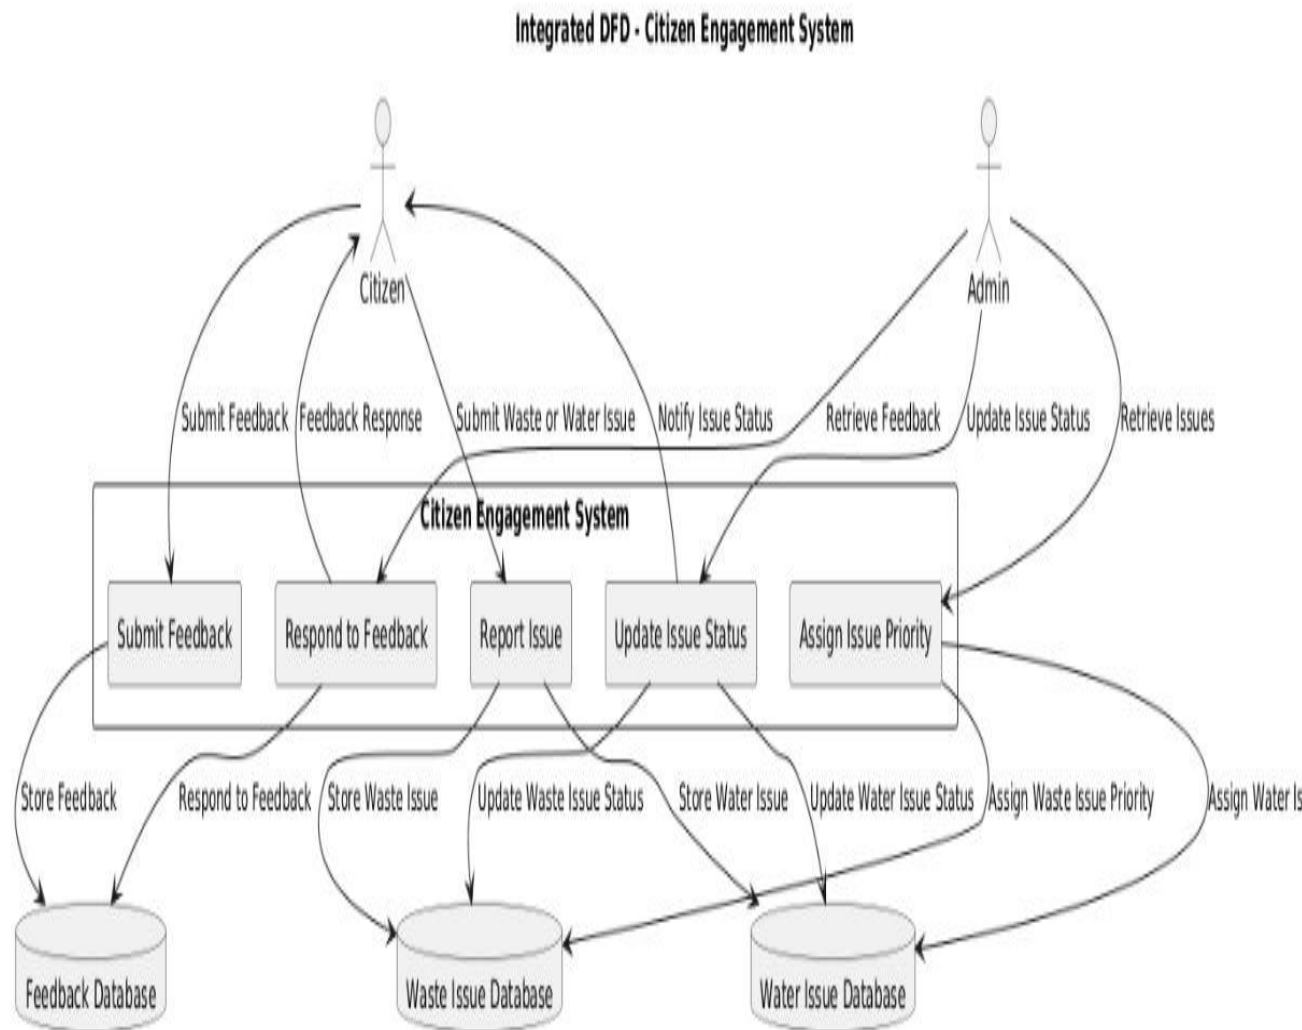 Integrated DFD - Citizen Engagement System
Citizen
Admin
Submit Feedback
Feedback Response
Submit Waste or Water Issue
Notify Issue Status
Retrieve Feedback
Update Issue Status
Retrieve Issues
Citizen Engagement System
Submit Feedback
Respond to Feedback
Report Issue
Update Issue Status
Assign Issue Priority
Store Feedback
Respond to Feedback
Store Waste Issue
Update Waste Issue Status
Store Water Issue
Update Water Issue Status
Assign Waste Issue Priority
Assign Water Is
Feedback Database
Waste Issue Database
Water Issue Database